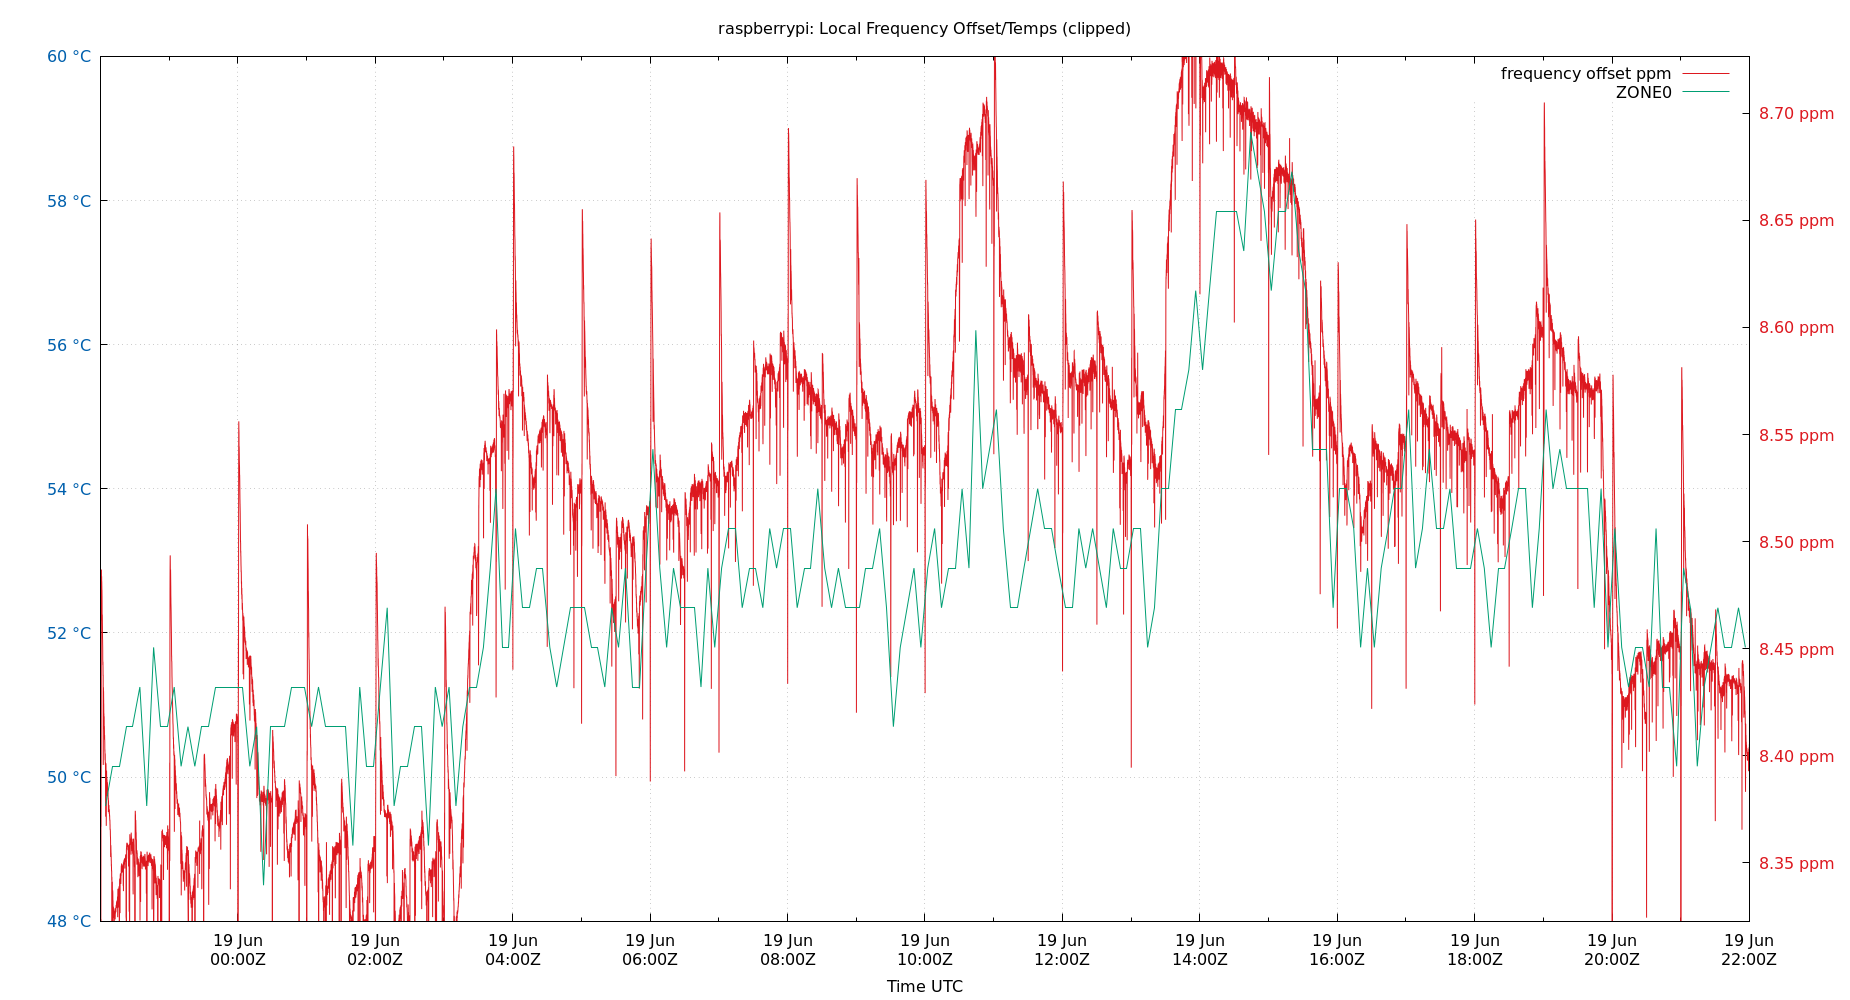 raspberrypi: Local Frequency Offset/Temps (clipped)
60 °C
58 °C
56 °C
54 °C
52 °C
50 °C
48 °C
frequency offset ppm
ZONE0
8.70 ppm
8.65 ppm
8.60 ppm
8.55 ppm
8.50 ppm
8.45 ppm
8.40 ppm
8.35 ppm
19 Jun 19 Jun 19 Jun 19 Jun 19 Jun 19 Jun 19 Jun 19 Jun 19 Jun 19 Jun 19 Jun 19 Jun
00:00Z 02:00Z 04:00Z 06:00Z 08:00Z 10:00Z 12:00Z 14:00Z 16:00Z 18:00Z 20:00Z 22:00Z
Time UTC